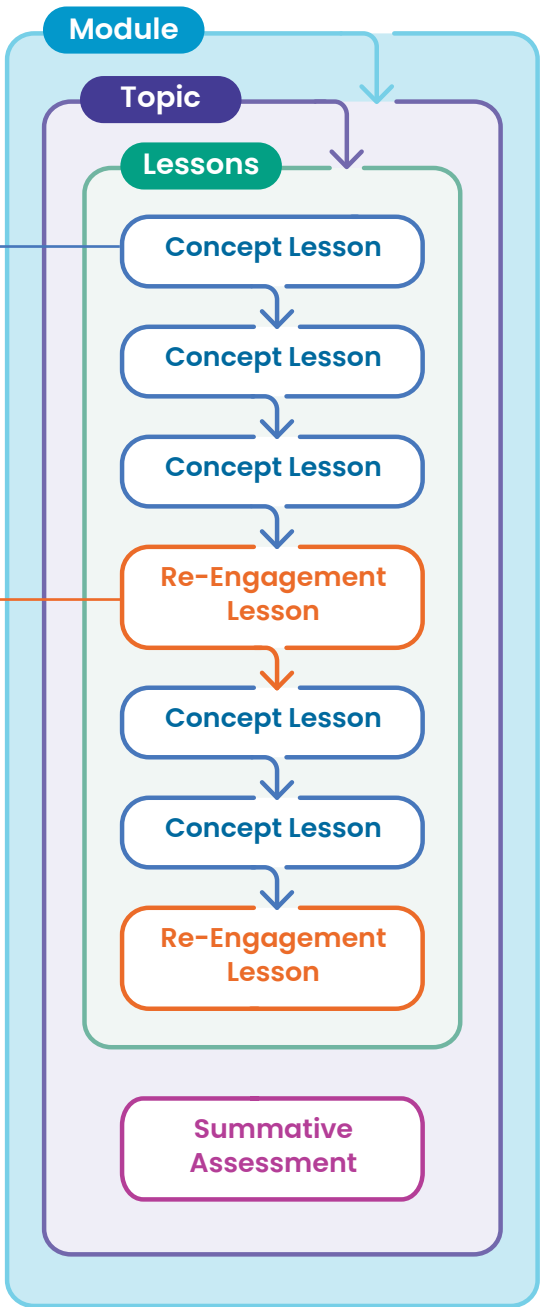 Module
Topic
Lessons
Concept Lesson
Concept Lesson
Concept Lesson
Re-Engagement
Lesson
Concept Lesson
Concept Lesson
Re-Engagement
Lesson
Summative
Assessment